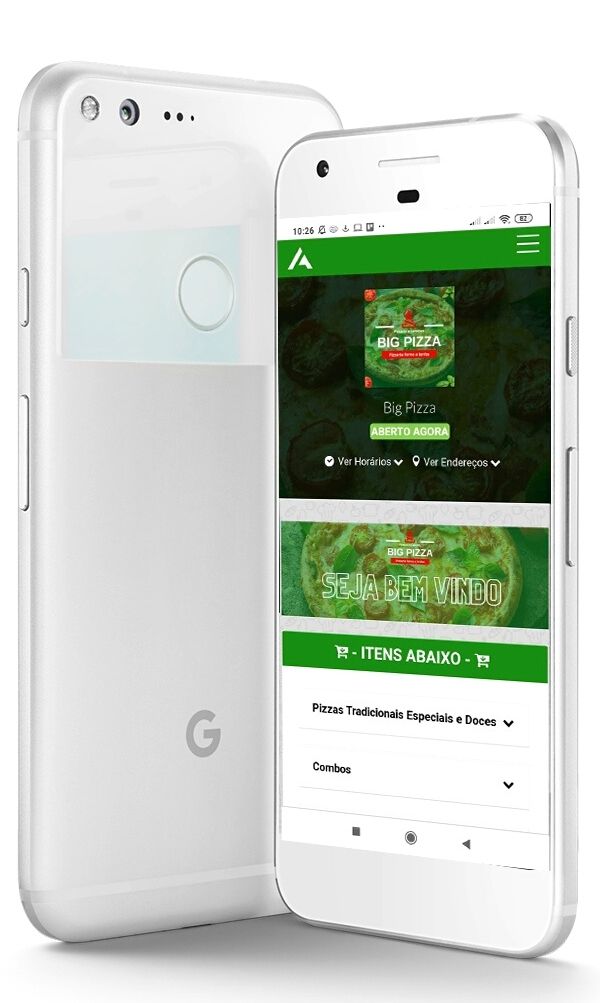 10:26
82
BIG PIZZA
Pizzaria forno a lenha
Big Pizza
ABERTO AGORA
Ver Horários
Ver Endereços
BIG PIZZA
SEJA BEM VINDO
- ITENS ABAIXO -
Pizzas Tradicionais Especiais e Doces
Combos
G